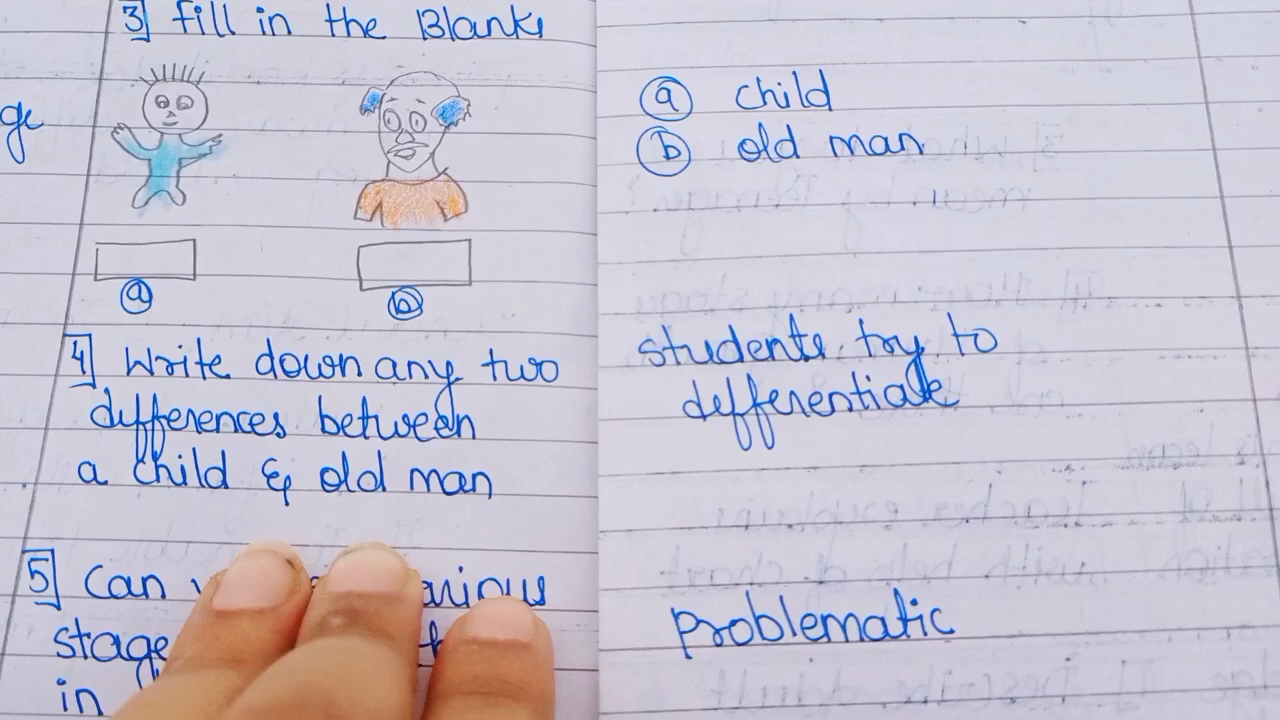 3] fill in the Blanks
ge
(a)
(b)
4] Write down any two
differences between
a child & old man
5] Can
stage
in
(a) child
(b) old man
students try to
defferentiate
Problematic